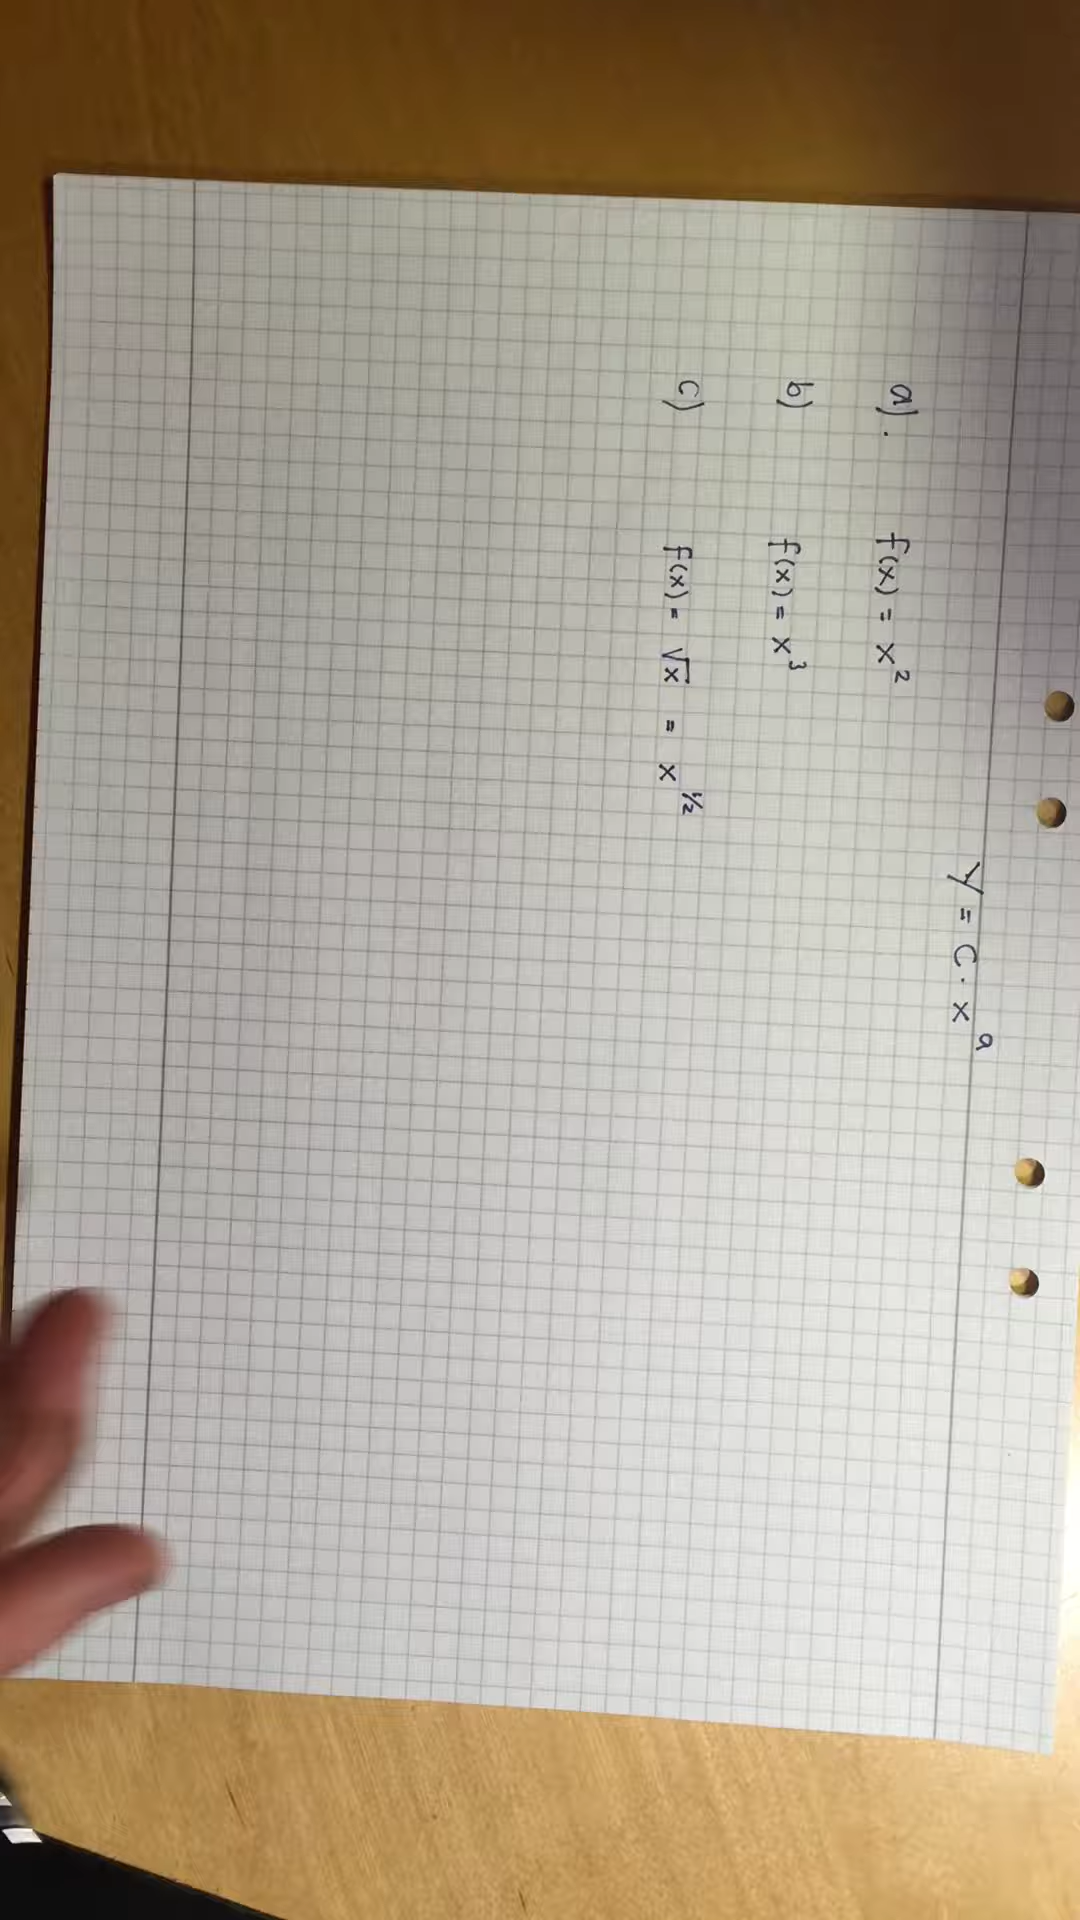 y = C · x^a
a). f(x) = x²
b) f(x) = x³
c) f(x) = √x = x^½